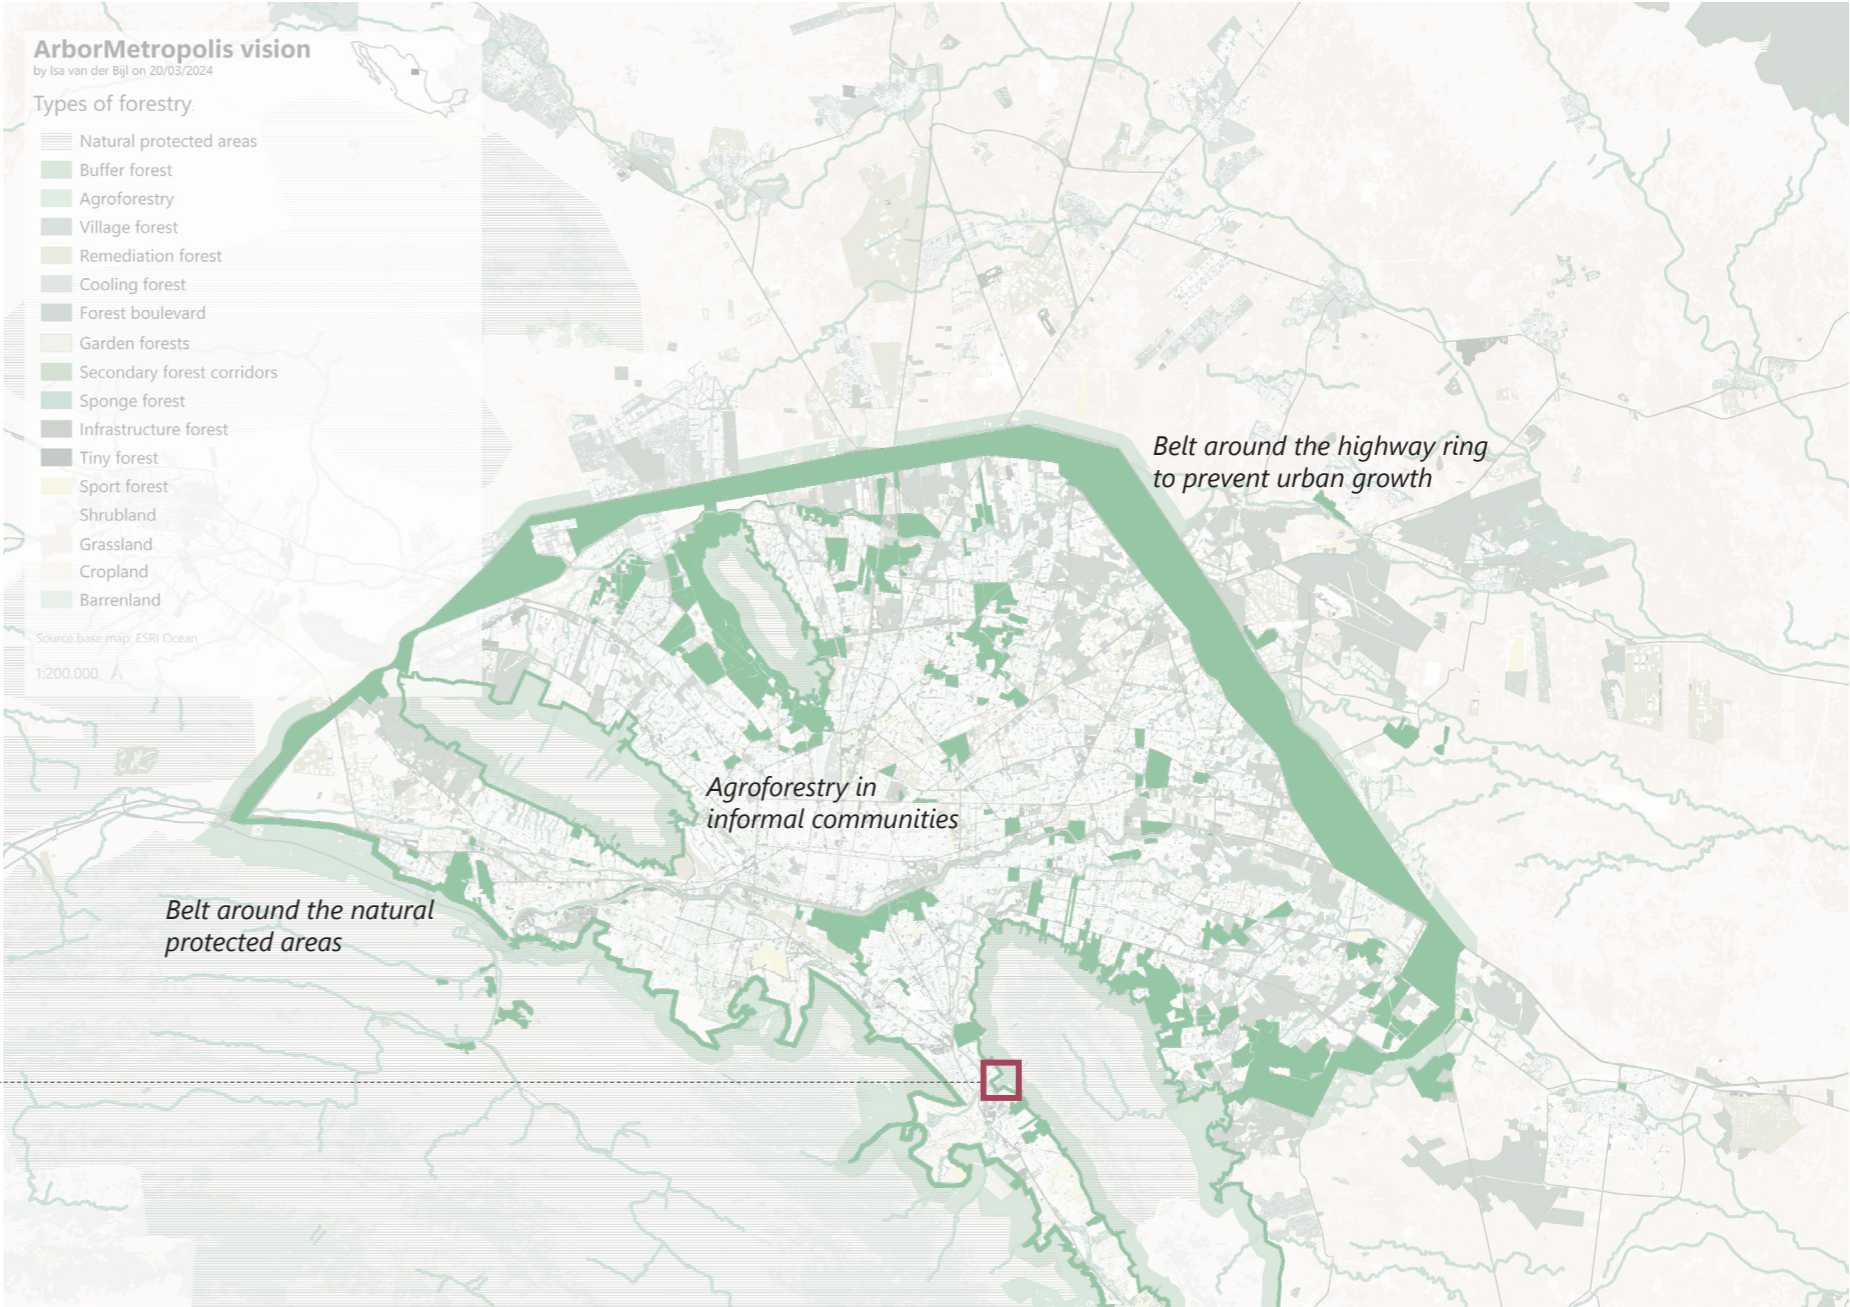 ArborMetropolis vision
by Isa van der Bijl on 20/03/2024
Types of forestry
Natural protected areas
Buffer forest
Agroforestry
Village forest
Remediation forest
Cooling forest
Forest boulevard
Garden forests
Secondary forest corridors
Sponge forest
Infrastructure forest
Tiny forest
Sport forest
Shrubland
Grassland
Cropland
Barrenland
Source base map: ESRI Ocean
1:200.000
Belt around the highway ring
to prevent urban growth
Agroforestry in
informal communities
Belt around the natural
protected areas